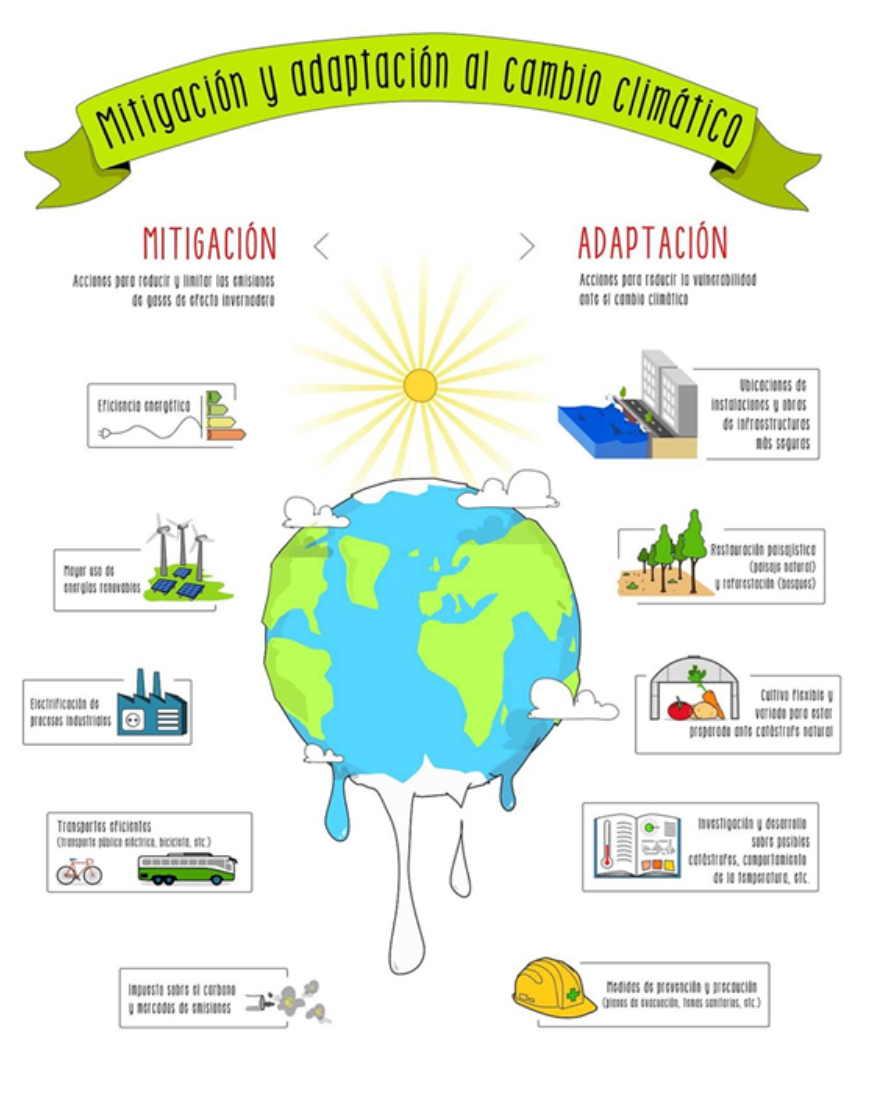 Mitigación y adaptación al cambio climático
MITIGACIÓN
Acciones para reducir y limitar las emisiones
de gases de efecto invernadero
Eficiencia energética
Mayor uso de
energías renovables
Electrificación de
procesos industriales
Transportes eficientes
(transporte público eléctrico, bicicleta, etc.)
Impuesto sobre el carbono
y mercados de emisiones
ADAPTACIÓN
Acciones para reducir la vulnerabilidad
ante el cambio climático
Ubicaciones de
instalaciones y obras
de infraestructuras
más seguras
Restauración paisajística
(paisaje natural)
y reforestación (bosques)
Cultivo flexible y
variado para estar
preparado ante catástrofe natural
Investigación y desarrollo
sobre posibles
catástrofes, comportamiento
de la temperatura, etc.
Medidas de prevención y precaución
(planes de evacuación, temas sanitarios, etc.)